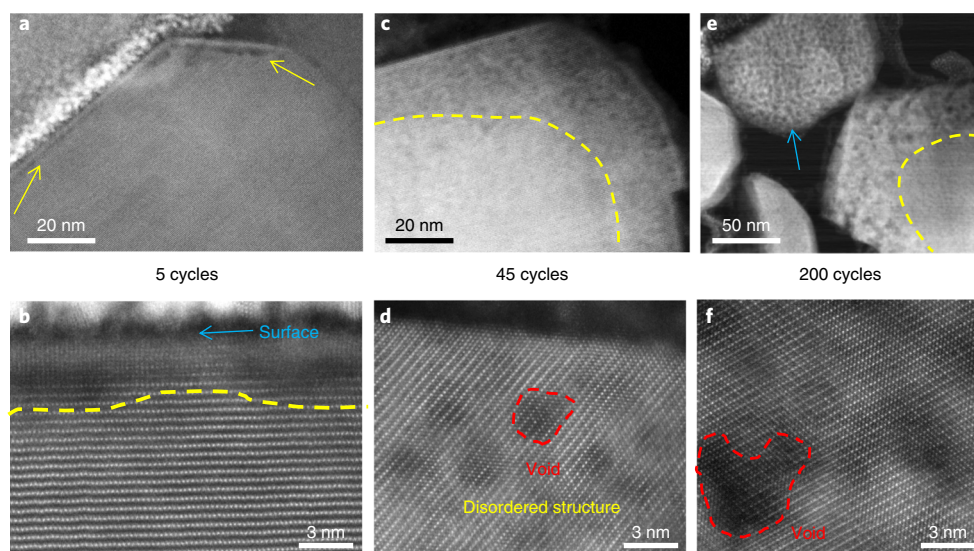 a
20 nm
c
20 nm
e
50 nm
5 cycles
45 cycles
200 cycles
b
Surface
3 nm
d
Void
Disordered structure
3 nm
f
Void
3 nm